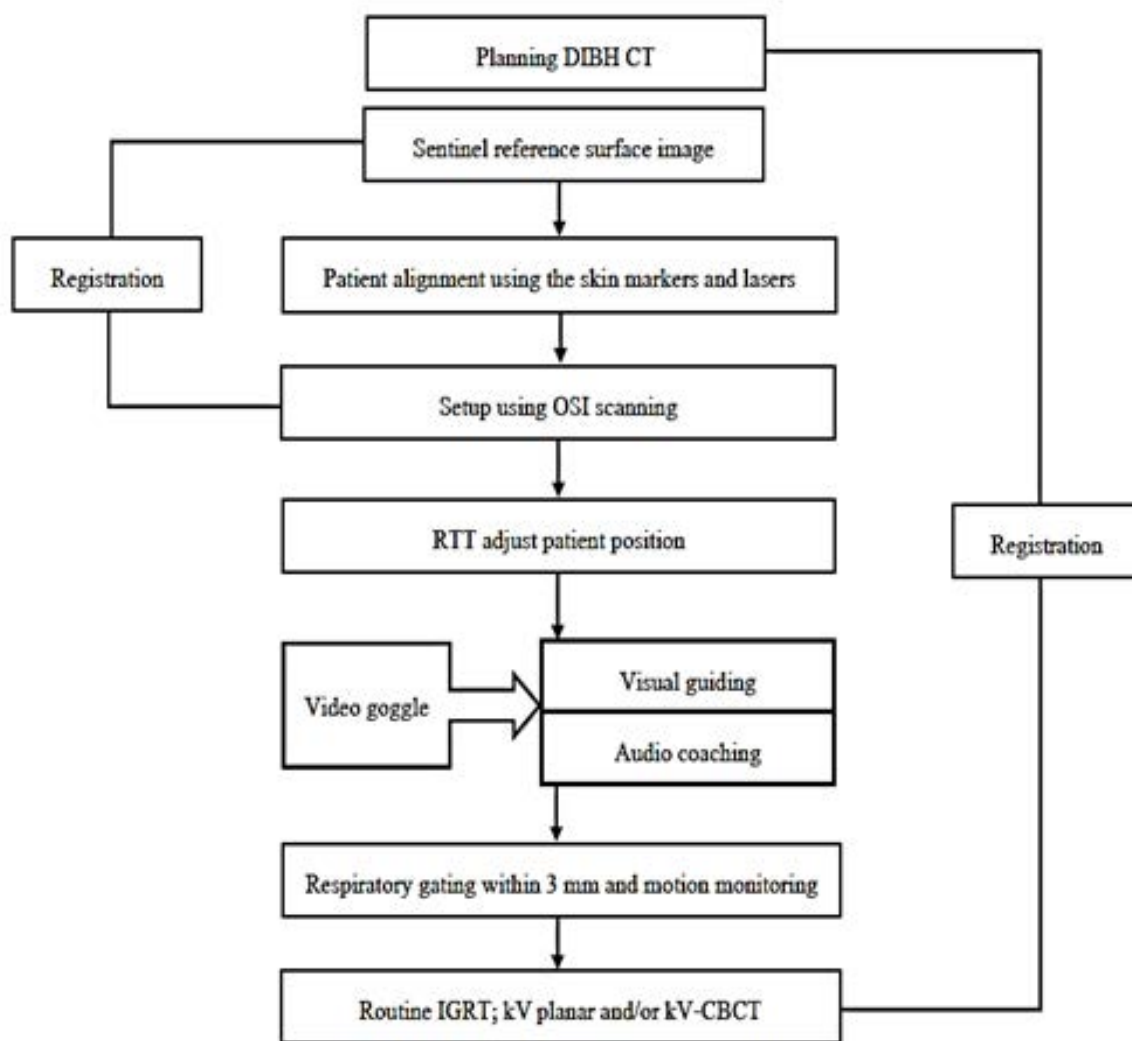 Planning DIBH CT
Sentinel reference surface image
Registration
Patient alignment using the skin markers and lasers
Setup using OSI scanning
RTT adjust patient position
Registration
Video goggle
Visual guiding
Audio coaching
Respiratory gating within 3 mm and motion monitoring
Routine IGRT; kV planar and/or kV-CBCT